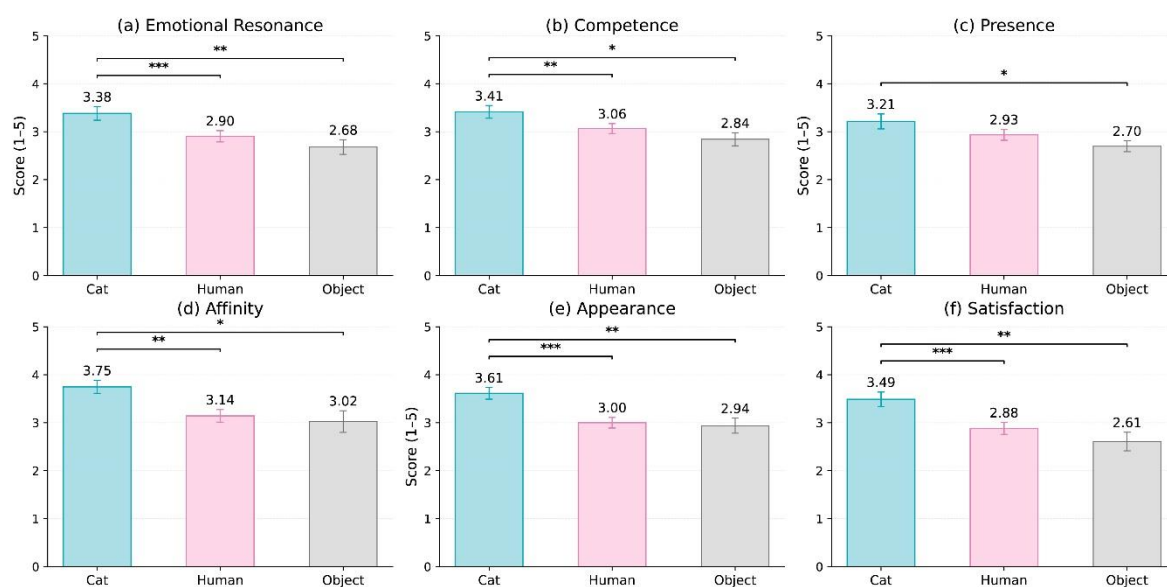 (a) Emotional Resonance
5
4
3
2
1
0
Score (1–5)
**
***
3.38
2.90
2.68
Cat
Human
Object
(b) Competence
5
4
3
2
1
0
*
**
3.41
3.06
2.84
Cat
Human
Object
(c) Presence
5
4
3
2
1
0
Score (1–5)
*
3.21
2.93
2.70
Cat
Human
Object
(d) Affinity
5
4
3
2
1
0
*
**
3.75
3.14
3.02
Cat
Human
Object
(e) Appearance
5
4
3
2
1
0
Score (1–5)
**
***
3.61
3.00
2.94
Cat
Human
Object
(f) Satisfaction
5
4
3
2
1
0
**
***
3.49
2.88
2.61
Cat
Human
Object